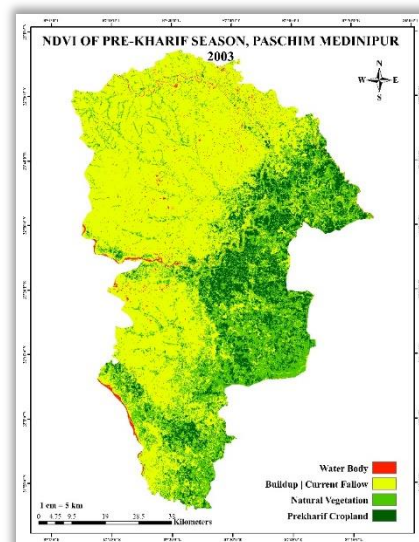 NDVI OF PRE-KHARIF SEASON, PASCHIM MEDINIPUR
2003
N
W E
S
Water Body
Buildup | Current Fallow
Natural Vegetation
Prekharif Cropland
1 cm = 5 km
0 4.75 9.5 19 28.5 38
Kilometers